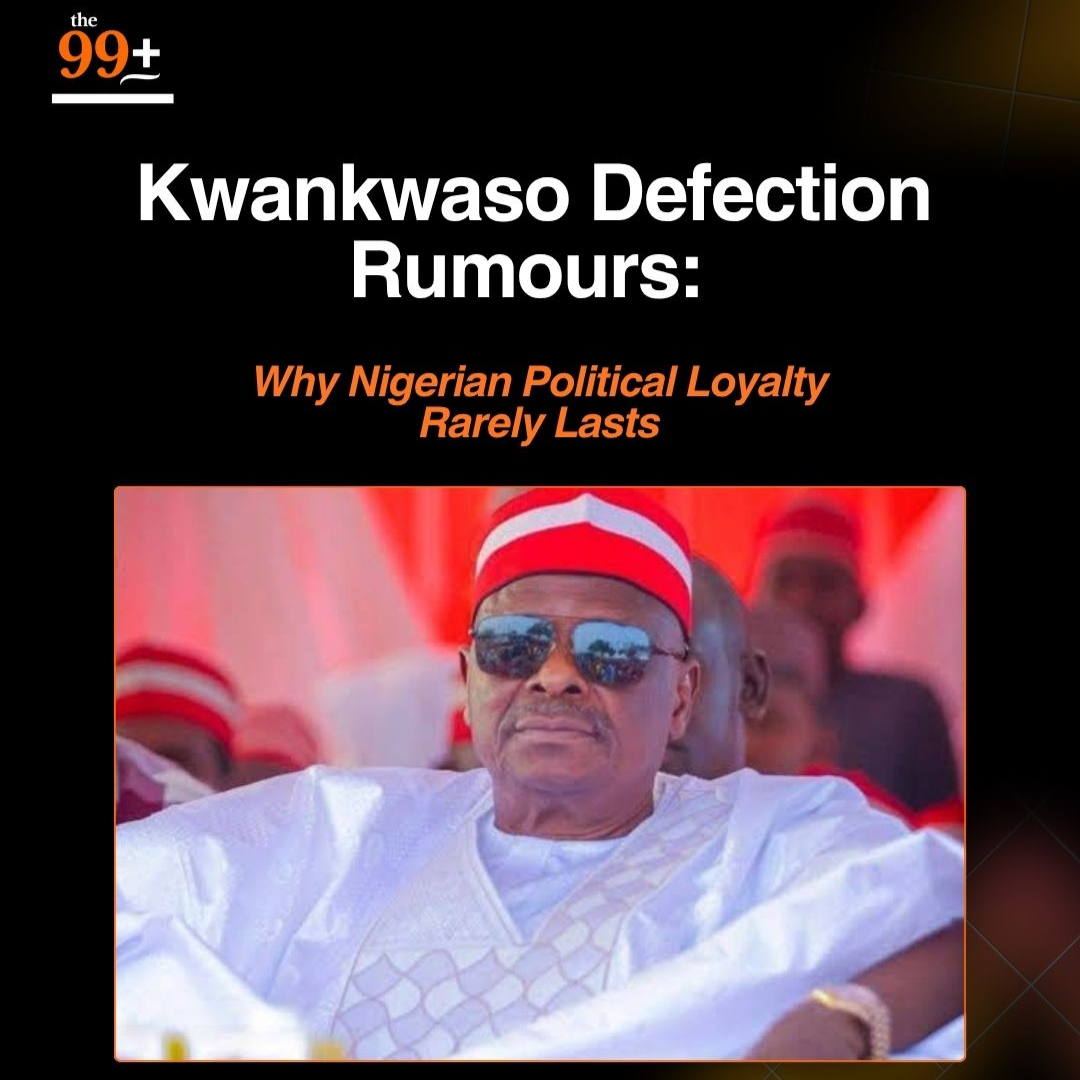 the
99+
Kwankwaso Defection
Rumours:
Why Nigerian Political Loyalty
Rarely Lasts